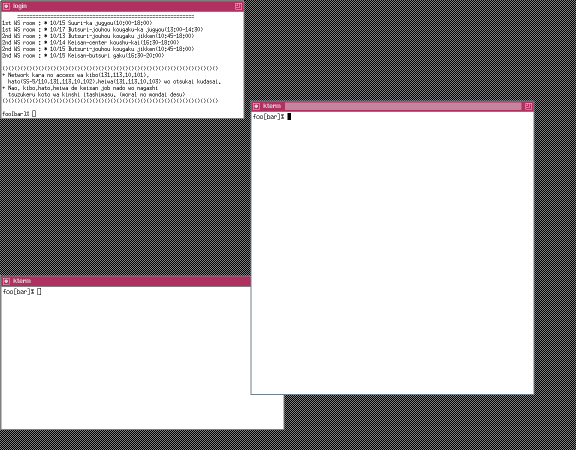 login
==============================================
1st WS room : * 10/15 Suuri-ka jugyou(10:00-18:00)
1st WS room : * 10/17 Butsuri-jouhou kougaku-ka jugyou(13:00-14:30)
2nd WS room : * 10/13 Butsuri-jouhou kougaku jikken(10:45-18:00)
2nd WS room : * 10/14 Keisan-center koushu-kai(16:30-18:00)
2nd WS room : * 10/15 Butsuri-jouhou kougaku jikken(10:45-18:00)
2nd WS room : * 10/15 Keisan-butsuri gaku(16:30-20:00)
()()()()()()()()()()()()()()()()()()()()()()()()()()()
* Network kara no access wa kibo(131.113.10.101),
hato(SS-5/110,131.113.10.102),heiwa(131.113.10.103) wo otsukai kudasai.
* Nao, kibo,hato,heiwa de keisan job nado wo nagashi
tsuzukeru koto wa kinshi itashimasu. (moral no mondai desu)
()()()()()()()()()()()()()()()()()()()()()()()()()()()
foo[bar]%
kterm
foo[bar]%
kterm
foo[bar]%